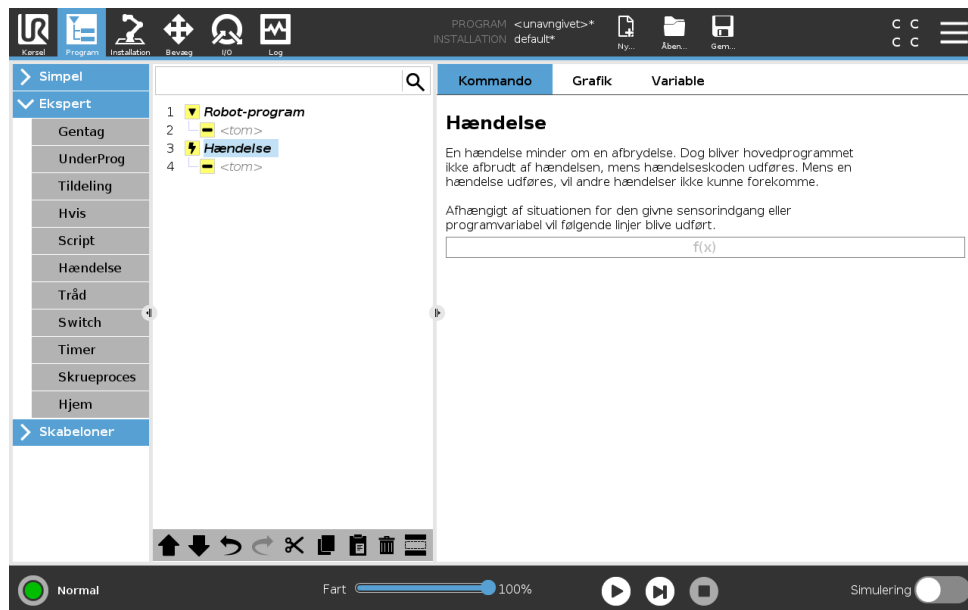 UR
PROGRAM <unavngivet>*
INSTALLATION default*
Kørsel Program Installation Bevæg I/O Log Ny... Åben... Gem...
C C
C C
Simpel
Ekspert
Gentag
UnderProg
Tildeling
Hvis
Script
Hændelse
Tråd
Switch
Timer
Skrueproces
Hjem
Skabeloner
1 Robot-program
2 <tom>
3 Hændelse
4 <tom>
Kommando Grafik Variable
Hændelse
En hændelse minder om en afbrydelse. Dog bliver hovedprogrammet
ikke afbrudt af hændelsen, mens hændelseskoden udføres. Mens en
hændelse udføres, vil andre hændelser ikke kunne forekomme.
Afhængigt af situationen for den givne sensorindgang eller
programvariabel vil følgende linjer blive udført.
f(x)
Normal
Fart 100%
Simulering